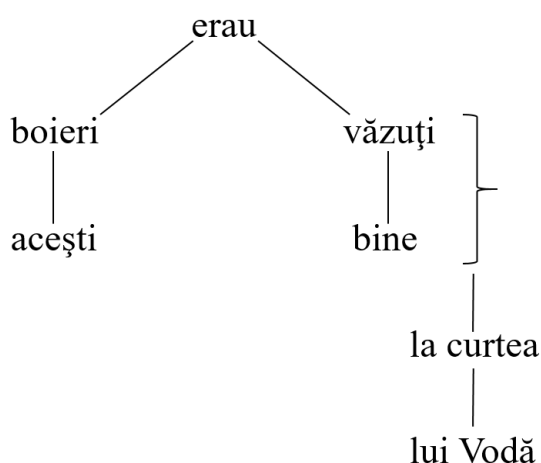 erau
boieri văzuţi
aceşti bine
la curtea
lui Vodă